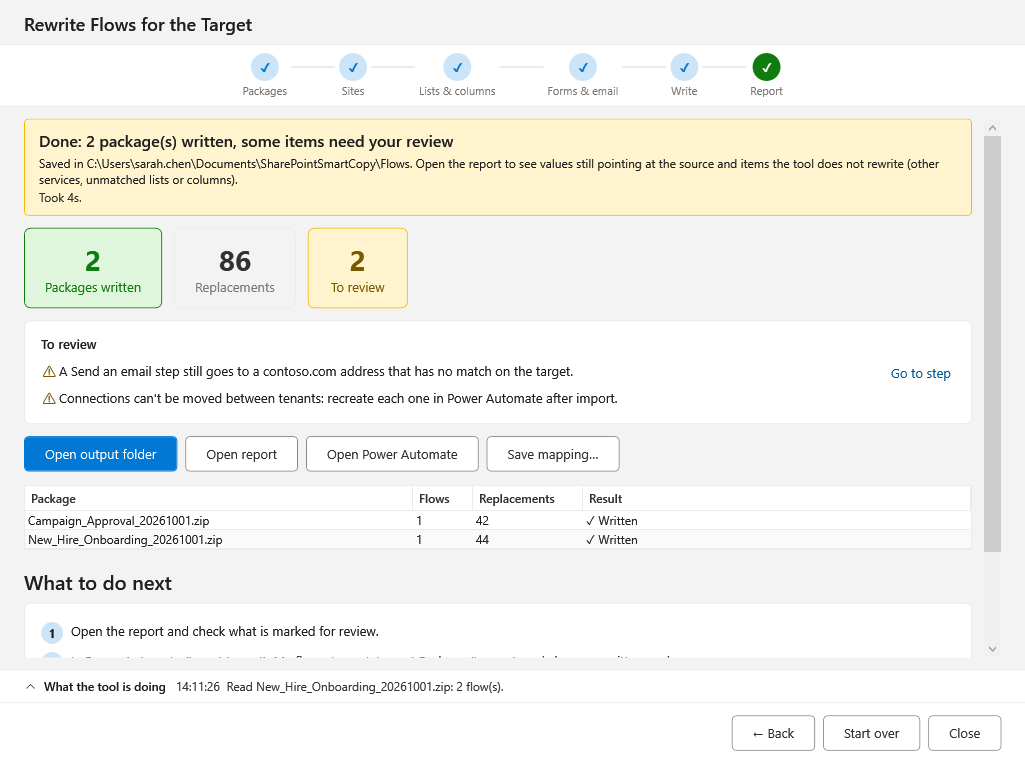 Rewrite Flows for the Target
Packages
Sites
Lists & columns
Forms & email
Write
Report
Done: 2 package(s) written, some items need your review
Saved in C:\Users\sarah.chen\Documents\SharePointSmartCopy\Flows. Open the report to see values still pointing at the source and items the tool does not rewrite (other
services, unmatched lists or columns).
Took 4s.
2
Packages written
86
Replacements
2
To review
To review
A Send an email step still goes to a contoso.com address that has no match on the target.
Go to step
Connections can't be moved between tenants: recreate each one in Power Automate after import.
Open output folder
Open report
Open Power Automate
Save mapping...
Package Flows Replacements Result
Campaign_Approval_20261001.zip 1 42 ✓ Written
New_Hire_Onboarding_20261001.zip 1 44 ✓ Written
What to do next
1 Open the report and check what is marked for review.
What the tool is doing 14:11:26 Read New_Hire_Onboarding_20261001.zip: 2 flow(s).
← Back
Start over
Close